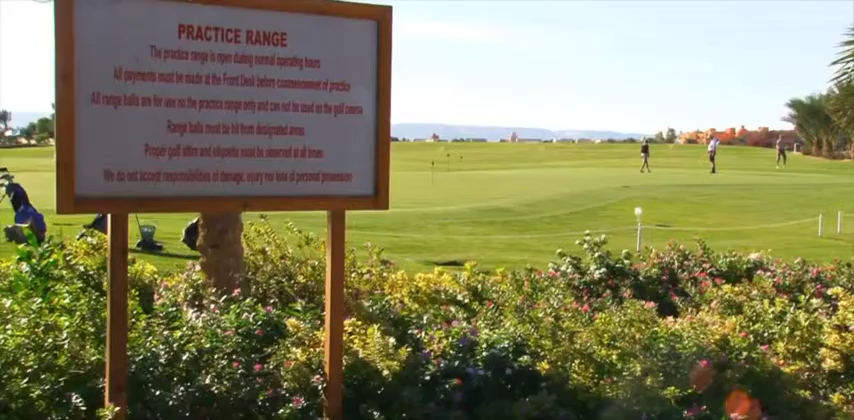 PRACTICE RANGE
The practice range is open during normal operating hours
All payments must be made at the Front Desk before commencement of practice
All range balls are for use on the practice range only and can not be used on the golf course
Range balls must be hit from designated areas
Proper golf attire and etiquette must be observed at all times
We do not accept responsibilities of damage, injury nor loss of personal possession